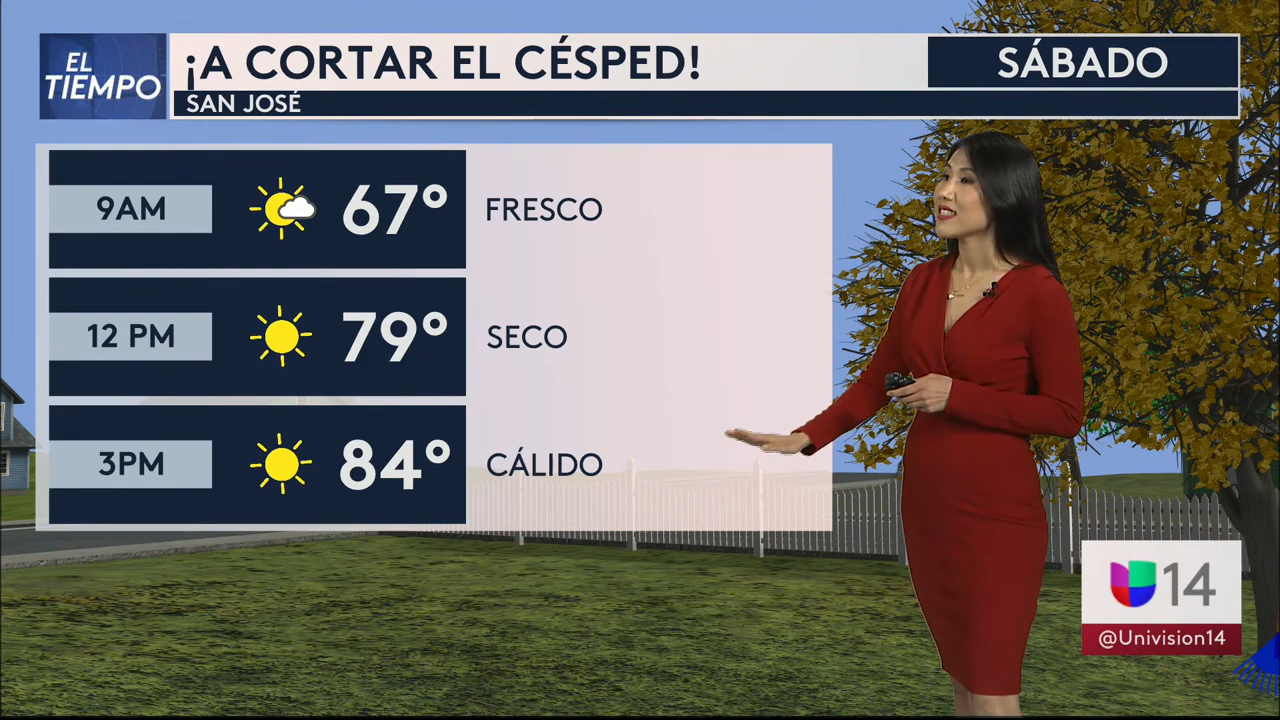 EL
TIEMPO
¡A CORTAR EL CÉSPED!
SÁBADO
SAN JOSÉ
9AM
67°
FRESCO
12 PM
79°
SECO
3PM
84°
CÁLIDO
14
@Univision14